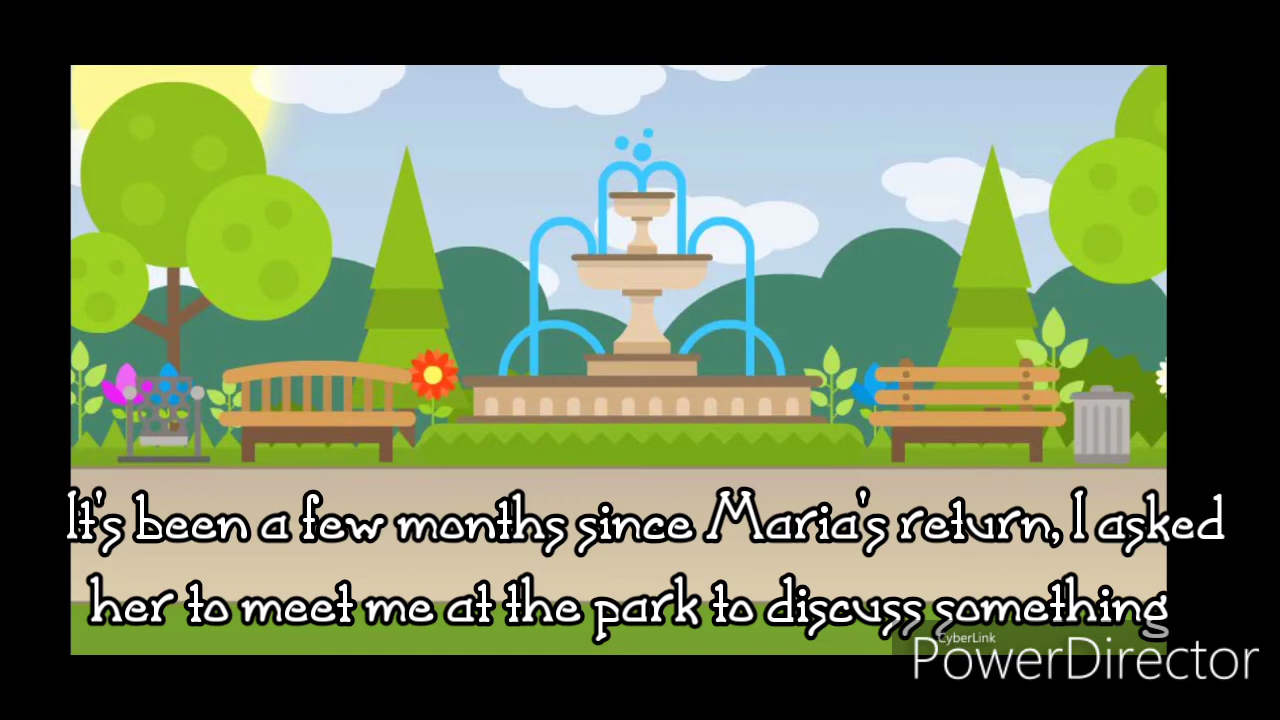 It's been a few months since Maria's return, I asked
her to meet me at the park to discuss something
CyberLink
PowerDirector